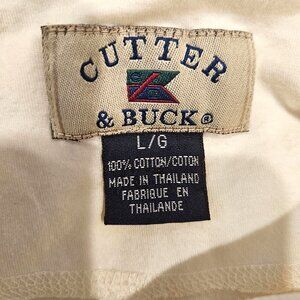 CUTTER
& BUCK®
L/G
100% COTTON/COTON
MADE IN THAILAND
FABRIQUE EN
THAILANDE